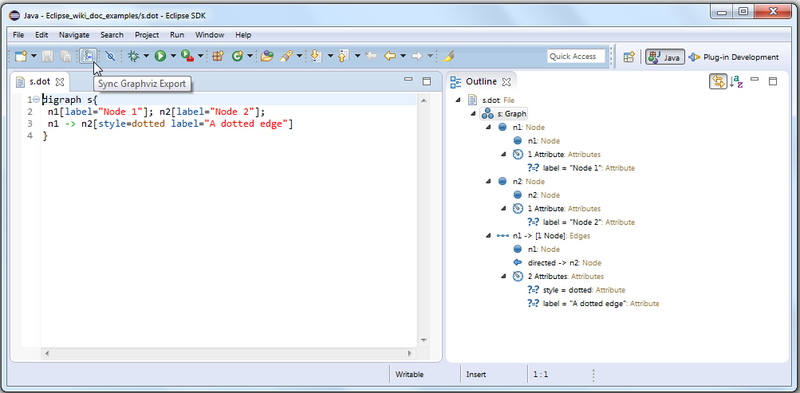 Java - Eclipse_wiki_doc_examples/s.dot - Eclipse SDK
File Edit Navigate Search Project Run Window Help
Quick Access
Java
Plug-in Development
s.dot
Sync Graphviz Export
1 digraph s{
2 n1[label="Node 1"]; n2[label="Node 2"];
3 n1 -> n2[style=dotted label="A dotted edge"]
4 }
Outline
s.dot: File
s: Graph
n1: Node
n1: Node
1 Attribute: Attributes
label = "Node 1": Attribute
n2: Node
n2: Node
1 Attribute: Attributes
label = "Node 2": Attribute
n1 -> [1 Node]: Edges
n1: Node
directed -> n2: Node
2 Attributes: Attributes
style = dotted: Attribute
label = "A dotted edge": Attribute
Writable Insert 1 : 1